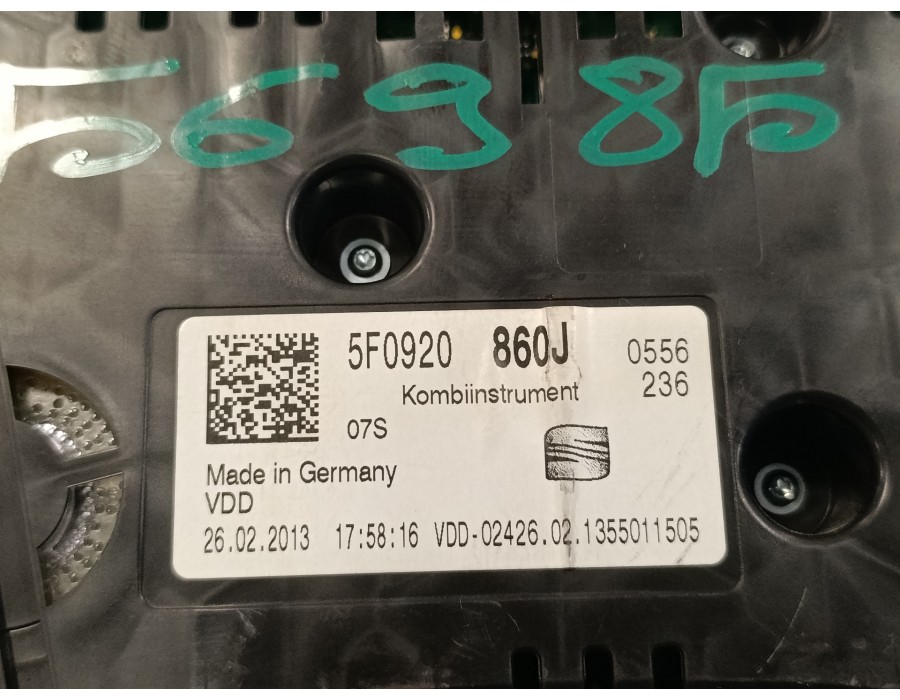 56985
5F0920 860J 0556
Kombiinstrument 236
07S
Made in Germany
VDD
26.02.2013 17:58:16 VDD-02426.02.1355011505